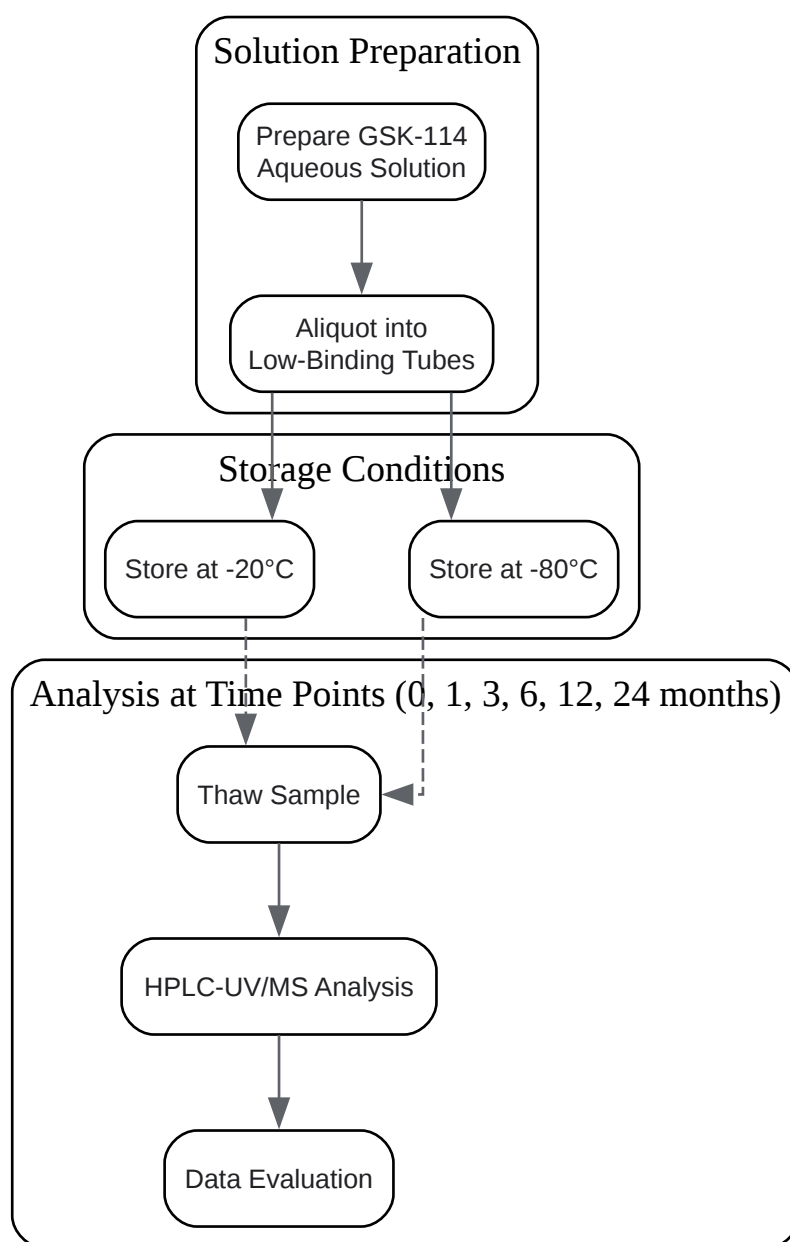 Solution Preparation
Prepare GSK-114
Aqueous Solution
Aliquot into
Low-Binding Tubes
Storage Conditions
Store at -20°C
Store at -80°C
Analysis at Time Points (0, 1, 3, 6, 12, 24 months)
Thaw Sample
HPLC-UV/MS Analysis
Data Evaluation